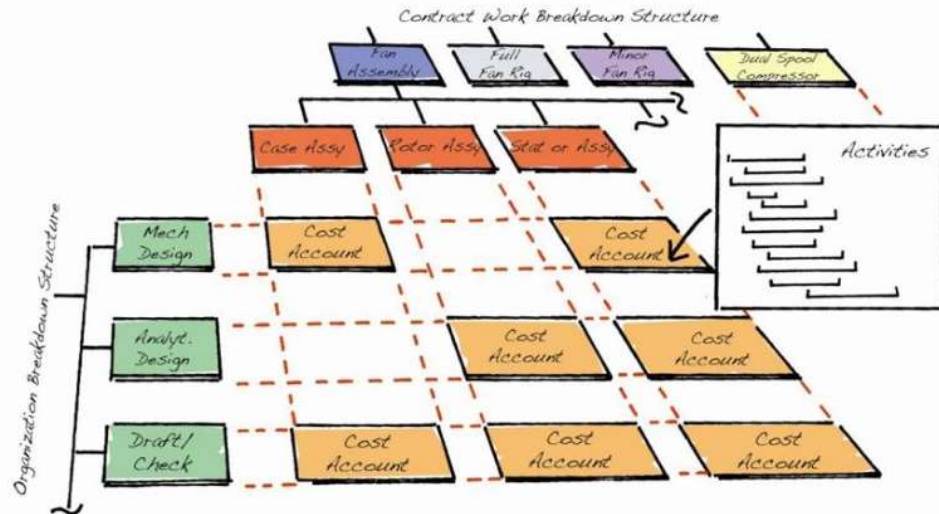 Contract Work Breakdown Structure
Fan
Assembly
Full
Fan Rig
Minor
Fan Rig
Dual Spool
Compressor
Case Assy
Rotor Assy
Stat or Assy
Activities
Organization Breakdown Structure
Mech
Design
Cost
Account
Cost
Account
Analyt.
Design
Cost
Account
Cost
Account
Draft/
Check
Cost
Account
Cost
Account
Cost
Account